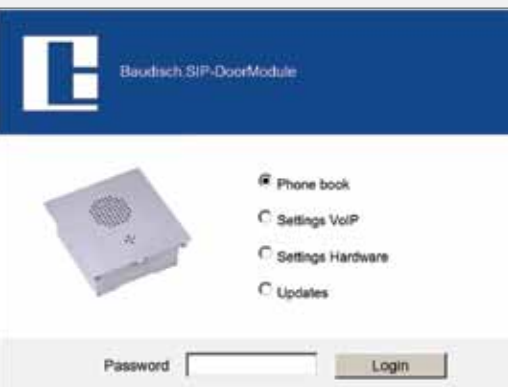 Baudisch.SIP-DoorModule
Phone book
Settings VoIP
Settings Hardware
Updates
Password
Login